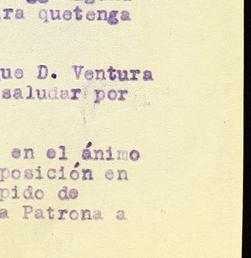 ra quetenga
ue D. Ventura
saludar por
en el ánimo
posición en
pido de
a Patrona a